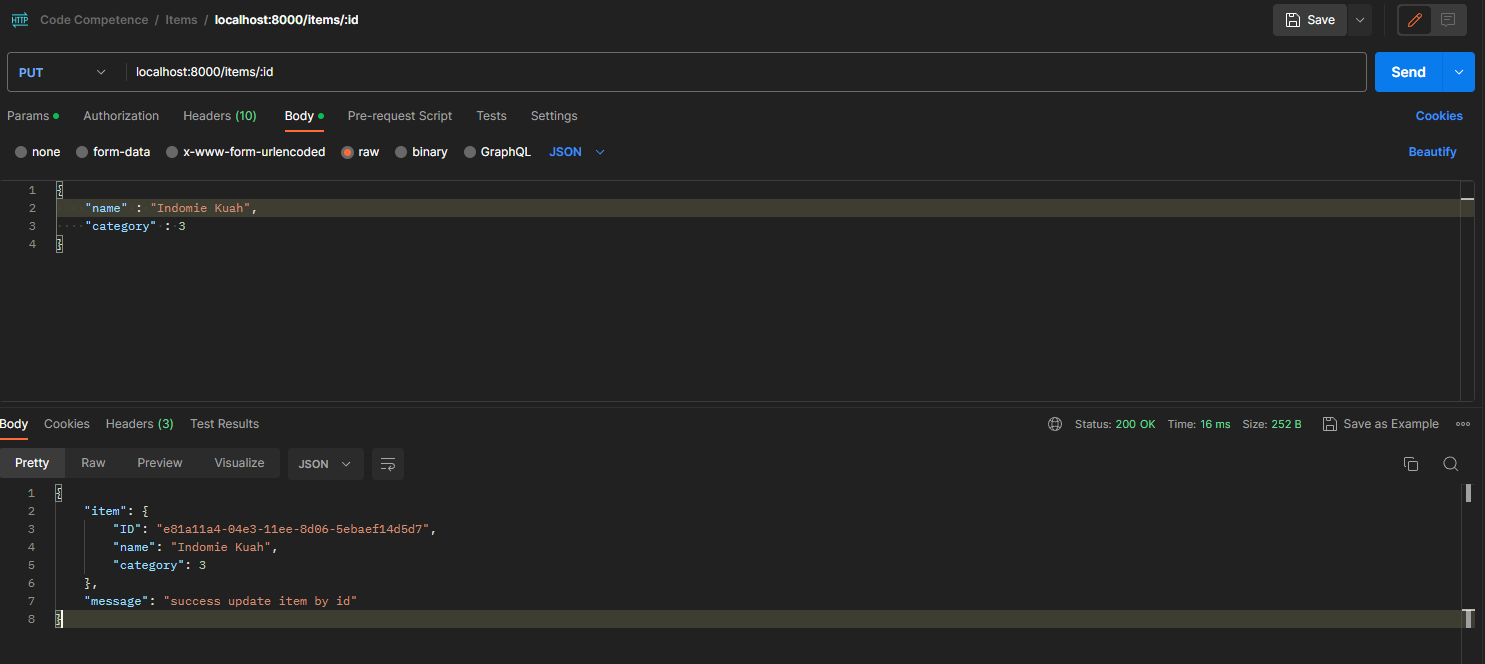 HTTP Code Competence / Items / localhost:8000/items/:id Save
PUT localhost:8000/items/:id Send
Params Authorization Headers (10) Body Pre-request Script Tests Settings Cookies
none form-data x-www-form-urlencoded raw binary GraphQL JSON Beautify
1 {
2 "name" : "Indomie Kuah",
3 "category" : 3
4 }
Body Cookies Headers (3) Test Results Status: 200 OK Time: 16 ms Size: 252 B Save as Example
Pretty Raw Preview Visualize JSON
1 {
2 "item": {
3 "ID": "e81a11a4-04e3-11ee-8d06-5ebaef14d5d7",
4 "name": "Indomie Kuah",
5 "category": 3
6 },
7 "message": "success update item by id"
8 }